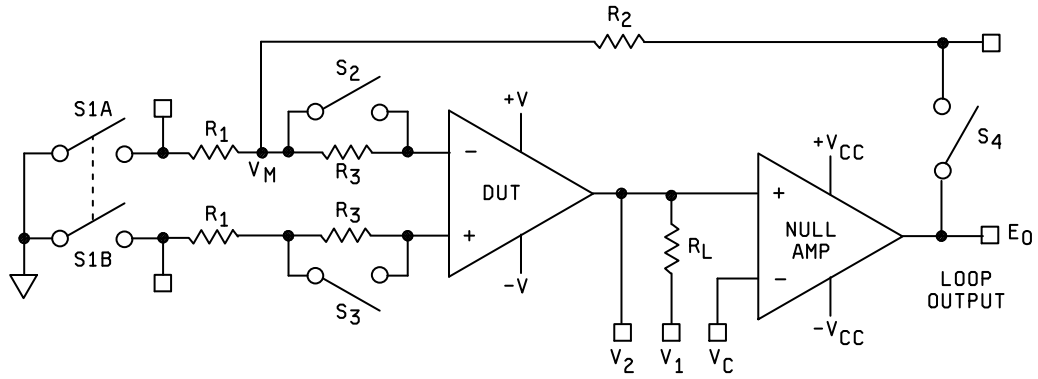 R2
S2
+V
S1A
R1
VM
R3
S4
+VCC
DUT
R1
R3
S1B
S3
-V
RL
NULL
AMP
E0
LOOP
OUTPUT
-VCC
V2
V1
VC
+
-
-
+